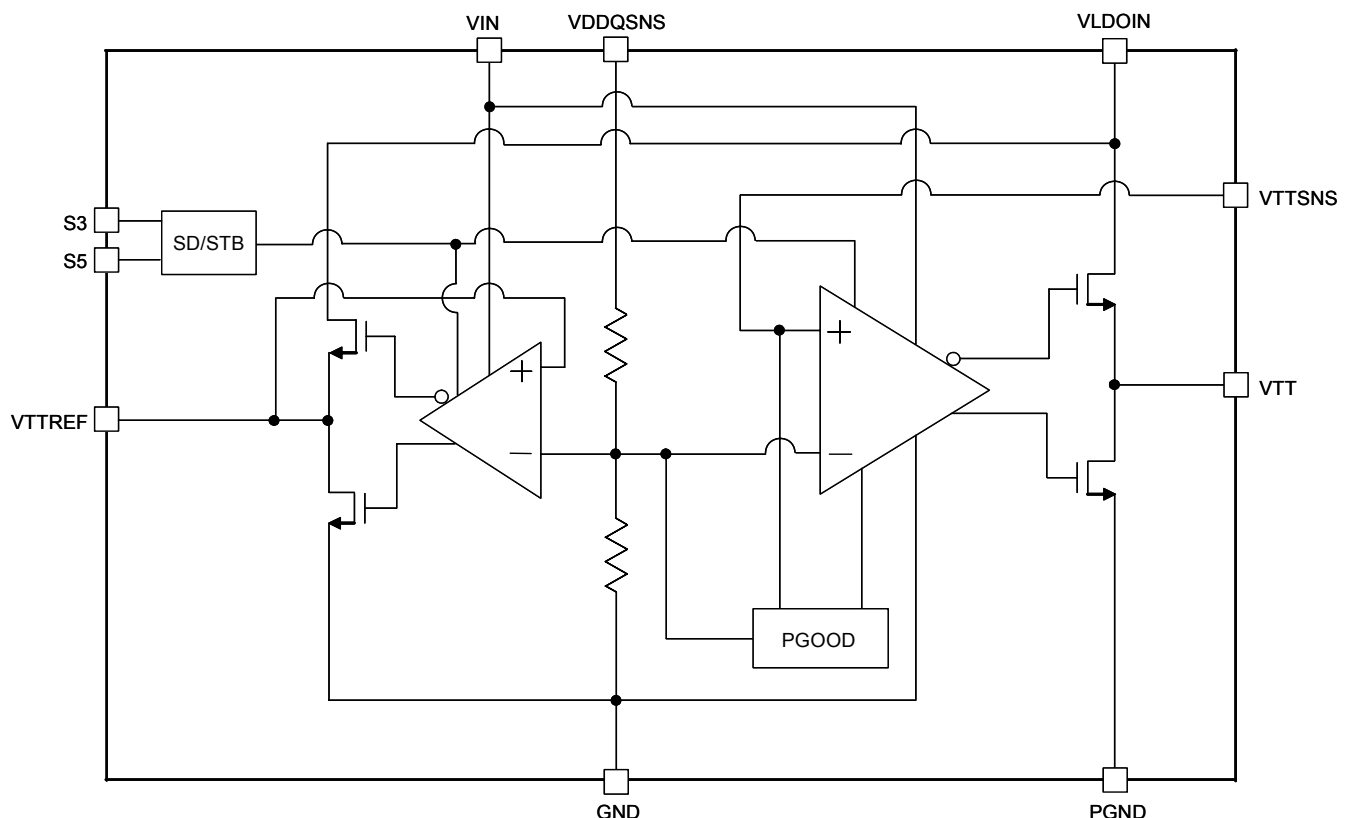 VIN
VDDQSNS
VLDOIN
VTTSNS
S3
SD/STB
S5
+
+
VTT
VTTREF
—
—
PGOOD
GND
PGND